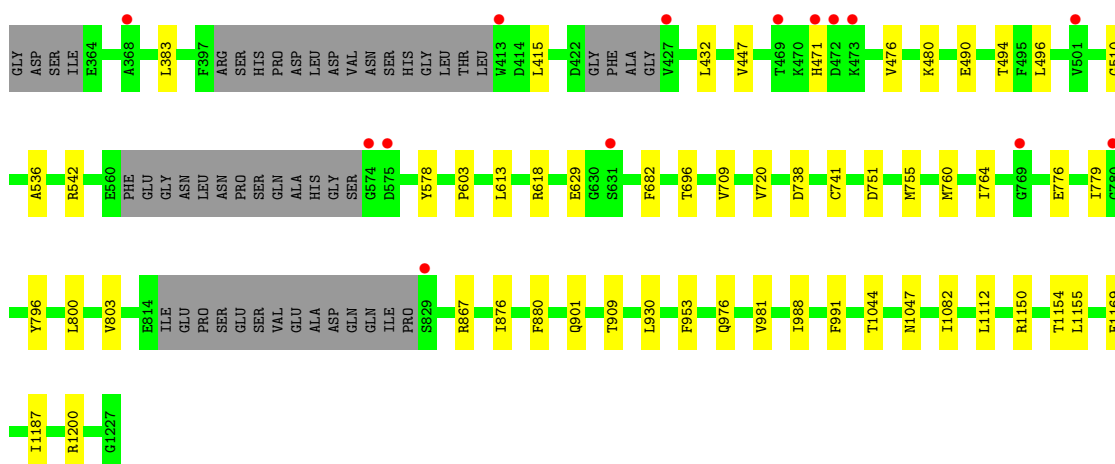 GLY ASP SER ILE E364 A368 L383 F397 ARG SER HIS PRO ASP LEU ASP VAL ASN SER HIS GLY LEU THR LEU W413 D414 L415 D422 GLY PHE ALA GLY V427 L432 V447 T469 K470 H471 D472 K473 V476 K480 E490 T494 F495 L496 V501
A536 R542 E560 PHE GLU GLY ASN LEU ASN PRO SER GLN ALA HIS GLY SER G574 D575 Y578 P603 L613 R618 E629 G630 S631 F682 T696 V709 V720 D738 C741 D751 M755 M760 I764 G769 E776 I779
Y796 L800 V803 E814 ILE GLU PRO SER GLU SER VAL GLU ALA ASP GLN GLN ILE PRO S829 R867 I876 F880 Q901 T909 L930 F953 Q976 V981 I988 F991 T1044 N1047 I1082 L1112 R1150 T1154 L1155
I1187 R1200 G1227